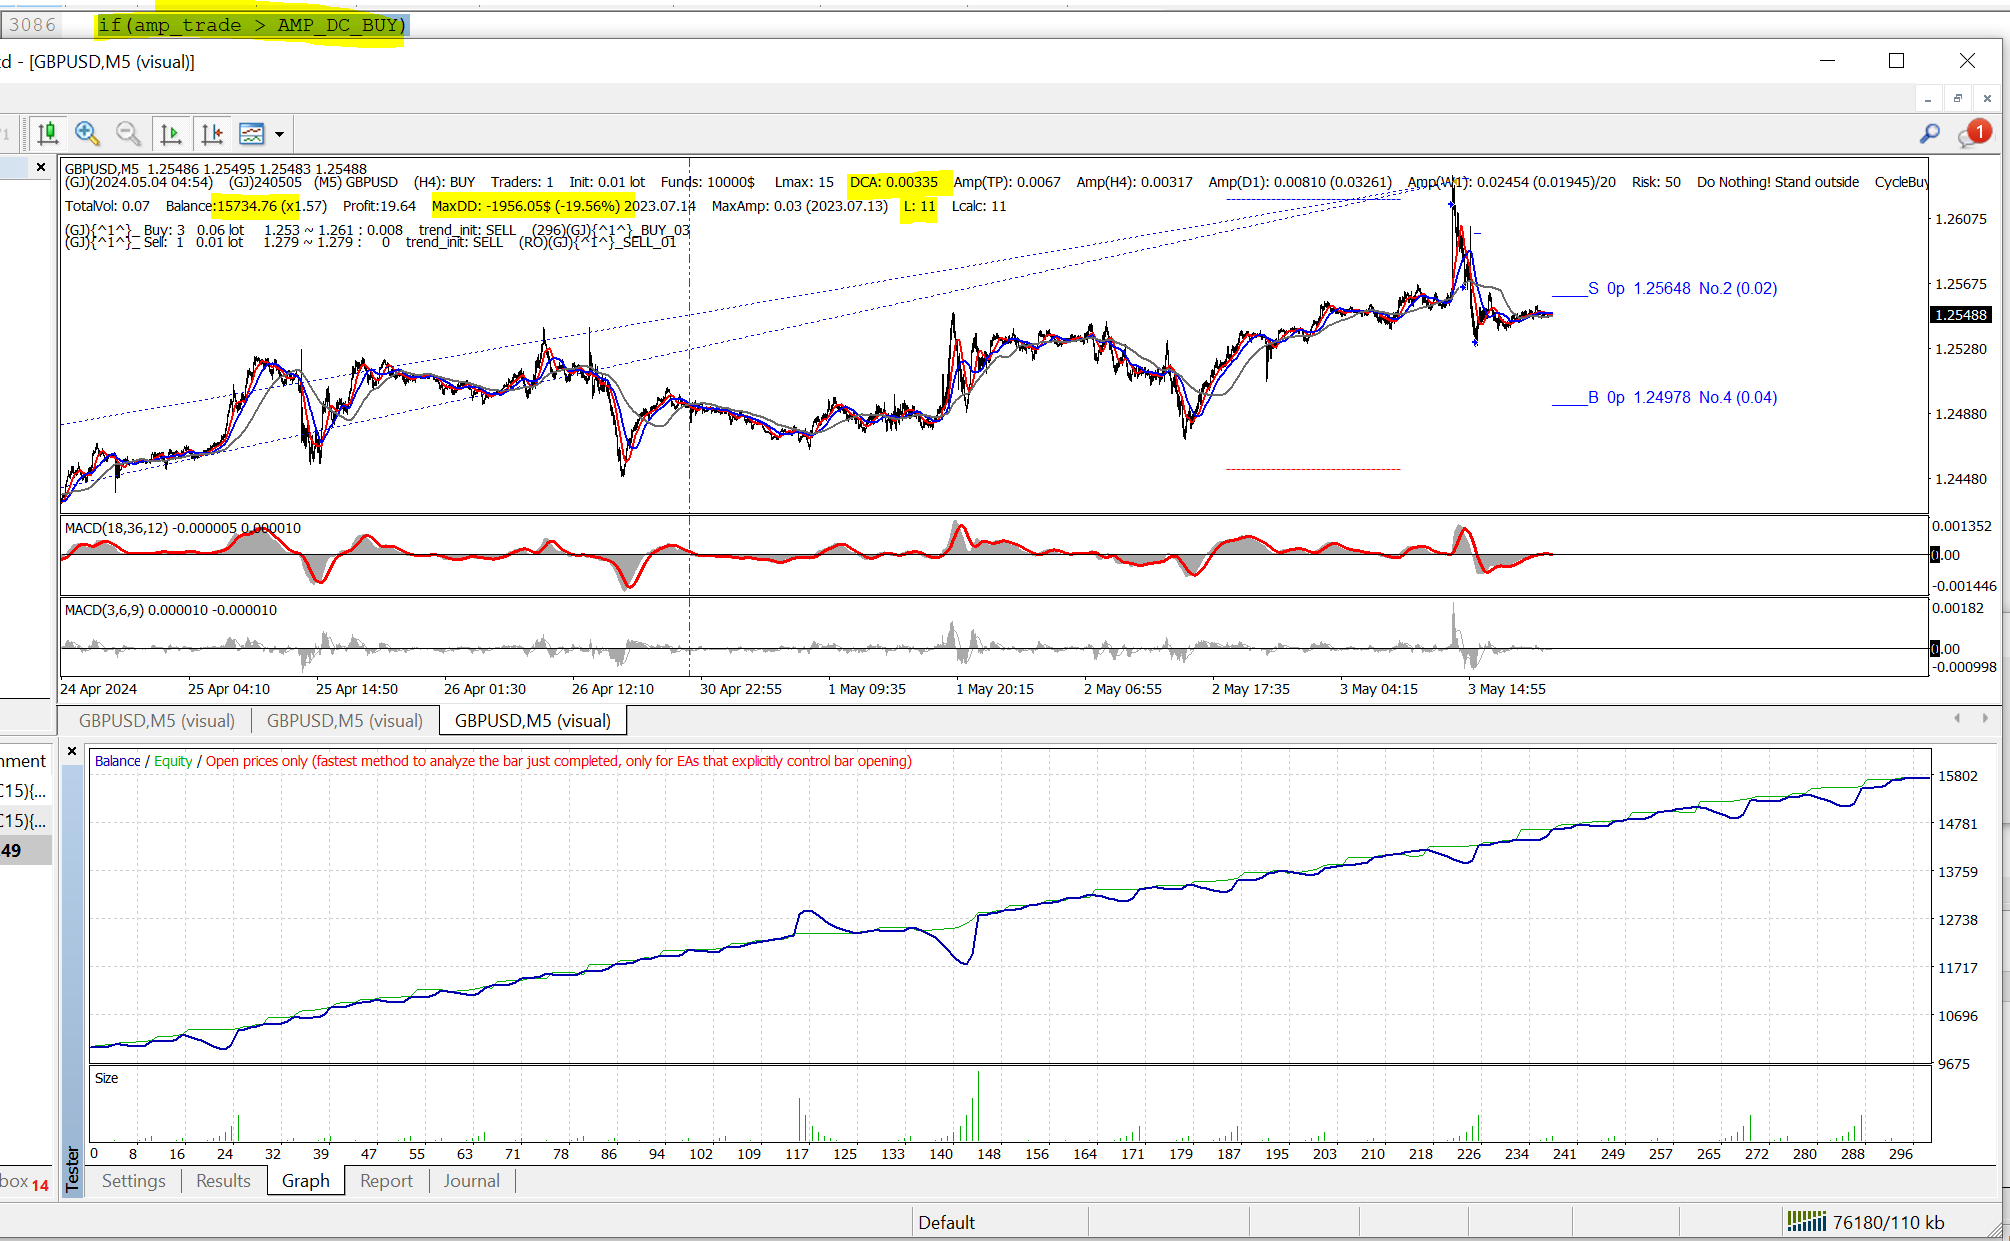 3086 if(amp_trade > AMP_DC_BUY)
d - [GBPUSD,M5 (visual)]
1
GBPUSD,M5 1.25486 1.25495 1.25483 1.25488
(GJ)(2024.05.04 04:54) (GJ)240505 (M5) GBPUSD (H4): BUY Traders: 1 Init: 0.01 lot Funds: 10000$ Lmax: 15 DCA: 0.00335 Amp(TP): 0.0067 Amp(H4): 0.00317 Amp(D1): 0.00810 (0.03261) Amp(W1): 0.02454 (0.01945)/20 Risk: 50 Do Nothing! Stand outside CycleBuy
TotalVol: 0.07 Balance:15734.76 (x1.57) Profit:19.64 MaxDD: -1956.05$ (-19.56%) 2023.07.14 MaxAmp: 0.03 (2023.07.13) L: 11 Lcalc: 11
(GJ){^1^}_ Buy: 3 0.06 lot 1.253 ~ 1.261 : 0.008 trend_init: SELL (296)(GJ){^1^}_BUY_03
(GJ){^1^}_ Sell: 1 0.01 lot 1.279 ~ 1.279 : 0 trend_init: SELL (RO)(GJ){^1^}_SELL_01
S 0p 1.25648 No.2 (0.02)
B 0p 1.24978 No.4 (0.04)
1.26075
1.25675
1.25488
1.25280
1.24880
1.24480
MACD(18,36,12) -0.000005 0.000010
0.001352
0.00
-0.001446
MACD(3,6,9) 0.000010 -0.000010
0.00182
0.00
-0.000998
24 Apr 2024 25 Apr 04:10 25 Apr 14:50 26 Apr 01:30 26 Apr 12:10 30 Apr 22:55 1 May 09:35 1 May 20:15 2 May 06:55 2 May 17:35 3 May 04:15 3 May 14:55
GBPUSD,M5 (visual) GBPUSD,M5 (visual) GBPUSD,M5 (visual)
nment
C15){...
C15){...
49
box 14
Balance / Equity / Open prices only (fastest method to analyze the bar just completed, only for EAs that explicitly control bar opening)
15802
14781
13759
12738
11717
10696
9675
Size
0 8 16 24 32 39 47 55 63 71 78 86 94 102 109 117 125 133 140 148 156 164 171 179 187 195 203 210 218 226 234 241 249 257 265 272 280 288 296
Tester
Settings Results Graph Report Journal
Default
76180/110 kb